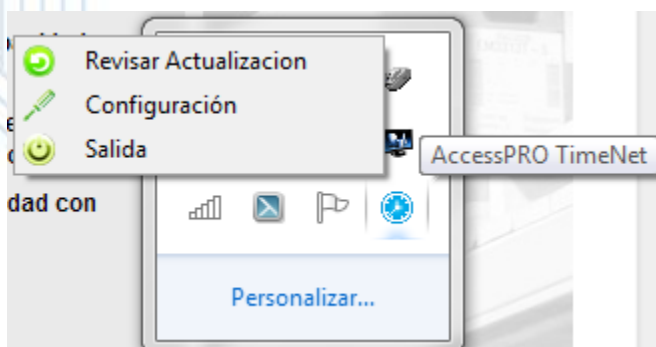 Revisar Actualizacion
Configuración
Salida
AccessPRO TimeNet
dad con
Personalizar...